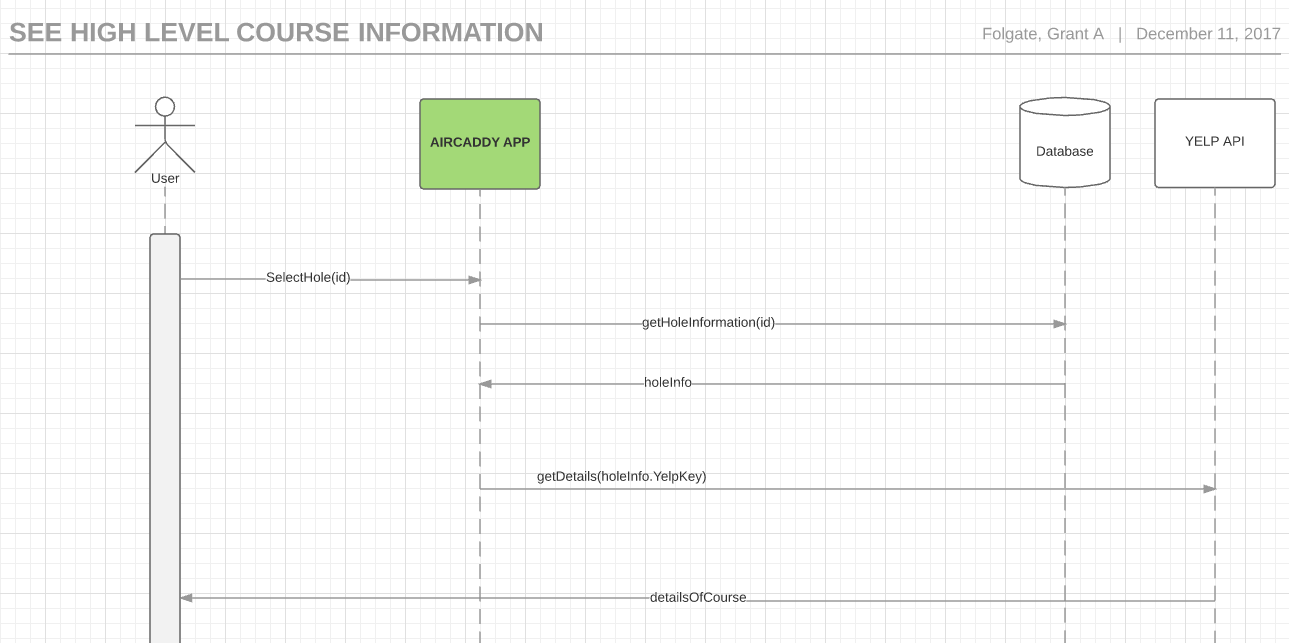 SEE HIGH LEVEL COURSE INFORMATION
Folgate, Grant A | December 11, 2017
User
AIRCADDY APP
Database
YELP API
SelectHole(id)
getHoleInformation(id)
holeInfo
getDetails(holeInfo.YelpKey)
detailsOfCourse